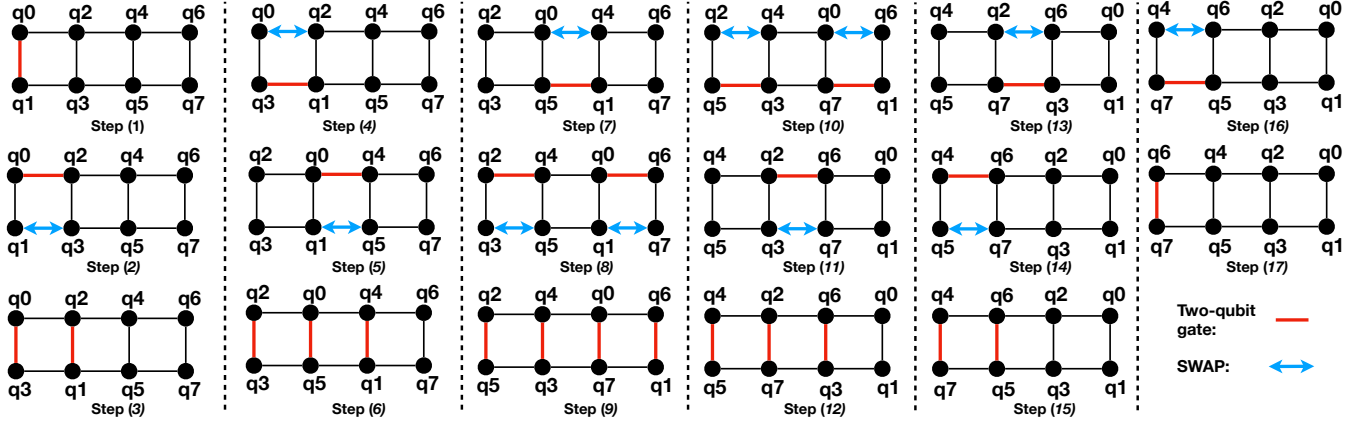 q0 q2 q4 q6
q1 q3 q5 q7
Step (1)
q0 q2 q4 q6
q1 q3 q5 q7
Step (2)
q0 q2 q4 q6
q3 q1 q5 q7
Step (3)
q0 q2 q4 q6
q3 q1 q5 q7
Step (4)
q2 q0 q4 q6
q3 q1 q5 q7
Step (5)
q2 q0 q4 q6
q3 q5 q1 q7
Step (6)
q2 q0 q4 q6
q3 q5 q1 q7
Step (7)
q2 q4 q0 q6
q3 q5 q1 q7
Step (8)
q2 q4 q0 q6
q5 q3 q7 q1
Step (9)
q2 q4 q0 q6
q5 q3 q7 q1
Step (10)
q4 q2 q6 q0
q5 q3 q7 q1
Step (11)
q4 q2 q6 q0
q5 q7 q3 q1
Step (12)
q4 q2 q6 q0
q5 q7 q3 q1
Step (13)
q4 q6 q2 q0
q5 q7 q3 q1
Step (14)
q4 q6 q2 q0
q7 q5 q3 q1
Step (15)
q4 q6 q2 q0
q7 q5 q3 q1
Step (16)
q6 q4 q2 q0
q7 q5 q3 q1
Step (17)
Two-qubit
gate:
SWAP: